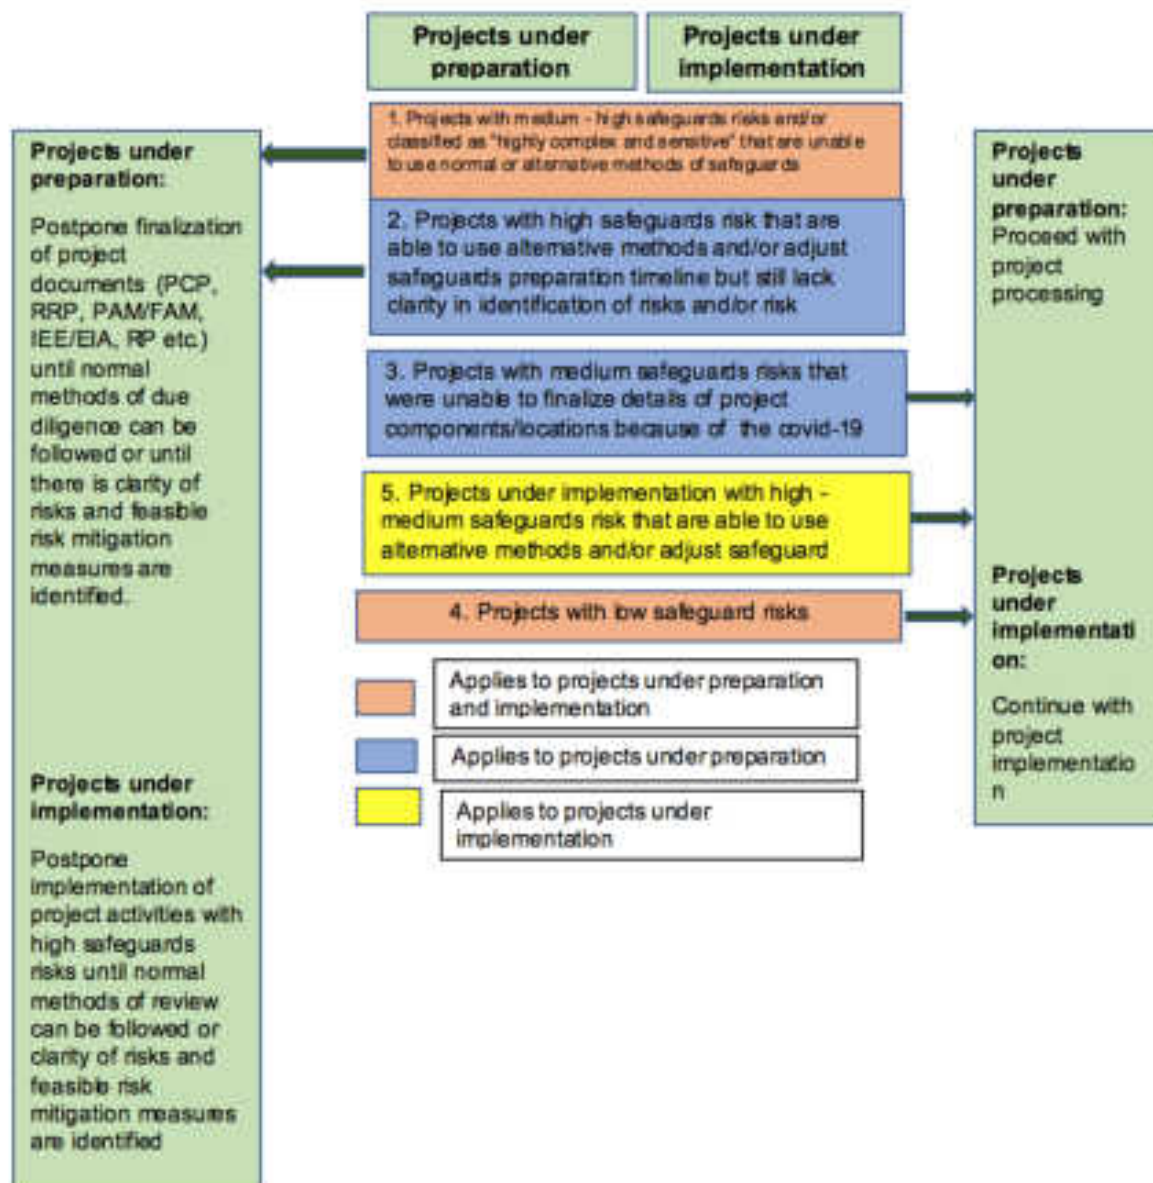 Projects under
preparation
Projects under
implementation
Projects under
preparation:
Postpone finalization
of project
documents (PCP,
RRP, PAM/FAM,
IEE/EIA, RP etc.)
until normal
methods of due
diligence can be
followed or until
there is clarity of
risks and feasible
risk mitigation
measures are
identified.
Projects under
implementation:
Postpone
implementation of
project activities with
high safeguards
risks until normal
methods of review
can be followed or
clarity of risks and
feasible risk
mitigation measures
are identified
1. Projects with medium - high safeguards risks and/or
classified as "highly complex and sensitive" that are unable
to use normal or alternative methods of safeguards
2. Projects with high safeguards risk that are
able to use alternative methods and/or adjust
safeguards preparation timeline but still lack
clarity in identification of risks and/or risk
3. Projects with medium safeguards risks that
were unable to finalize details of project
components/locations because of the covid-19
5. Projects under implementation with high -
medium safeguards risk that are able to use
alternative methods and/or adjust safeguard
4. Projects with low safeguard risks
Applies to projects under preparation
and implementation
Applies to projects under preparation
Applies to projects under
implementation
Projects
under
preparation:
Proceed with
project
processing
Projects
under
implementati
on:
Continue with
project
implementatio
n